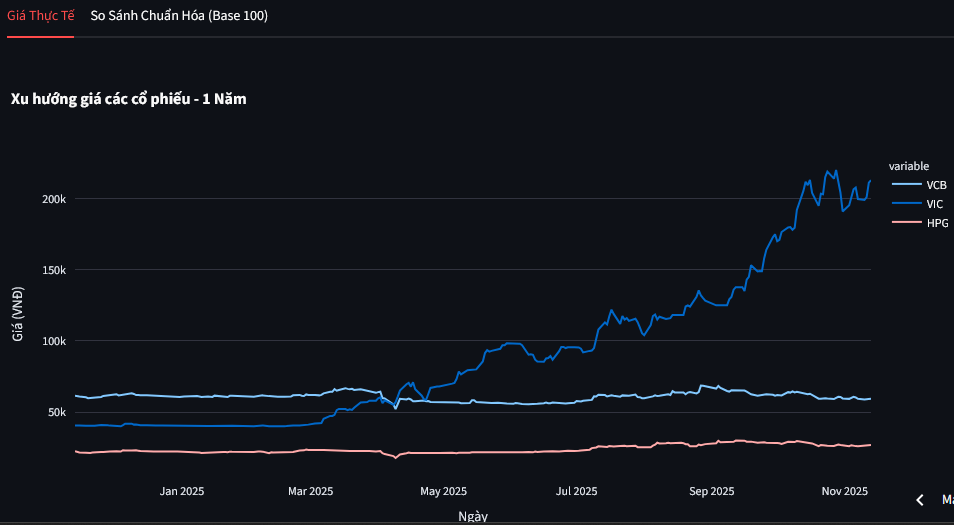 Giá Thực Tế So Sánh Chuẩn Hóa (Base 100)
Xu hướng giá các cổ phiếu - 1 Năm
variable
VCB
VIC
HPG
200k
150k
100k
50k
Giá (VNĐ)
Jan 2025 Mar 2025 May 2025 Jul 2025 Sep 2025 Nov 2025
Ngày